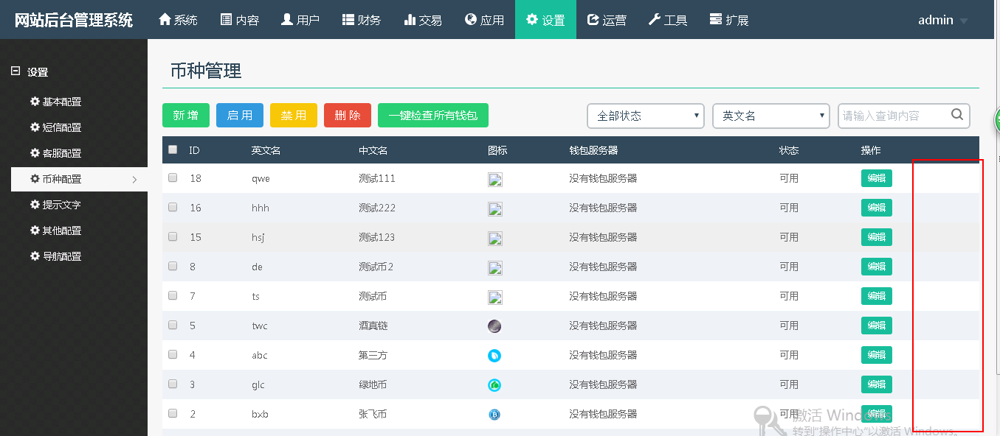 网站后台管理系统 系统 内容 用户 财务 交易 应用 设置 运营 工具 扩展 admin
设置
基本配置
短信配置
客服配置
币种配置
提示文字
其他配置
导航配置
币种管理
新 增 启 用 禁 用 删 除 一键检查所有钱包 全部状态 英文名 请输入查询内容
ID 英文名 中文名 图标 钱包服务器 状态 操作
18 qwe 测试111 没有钱包服务器 可用 编辑
16 hhh 测试222 没有钱包服务器 可用 编辑
15 hsj 测试123 没有钱包服务器 可用 编辑
8 de 测试币2 没有钱包服务器 可用 编辑
7 ts 测试币 没有钱包服务器 可用 编辑
5 twc 酒真链 没有钱包服务器 可用 编辑
4 abc 第三方 没有钱包服务器 可用 编辑
3 glc 绿地币 没有钱包服务器 可用 编辑
2 bxb 张飞币 没有钱包服务器 可用 编辑
激活 Windows
转到“操作中心”以激活 Windows。